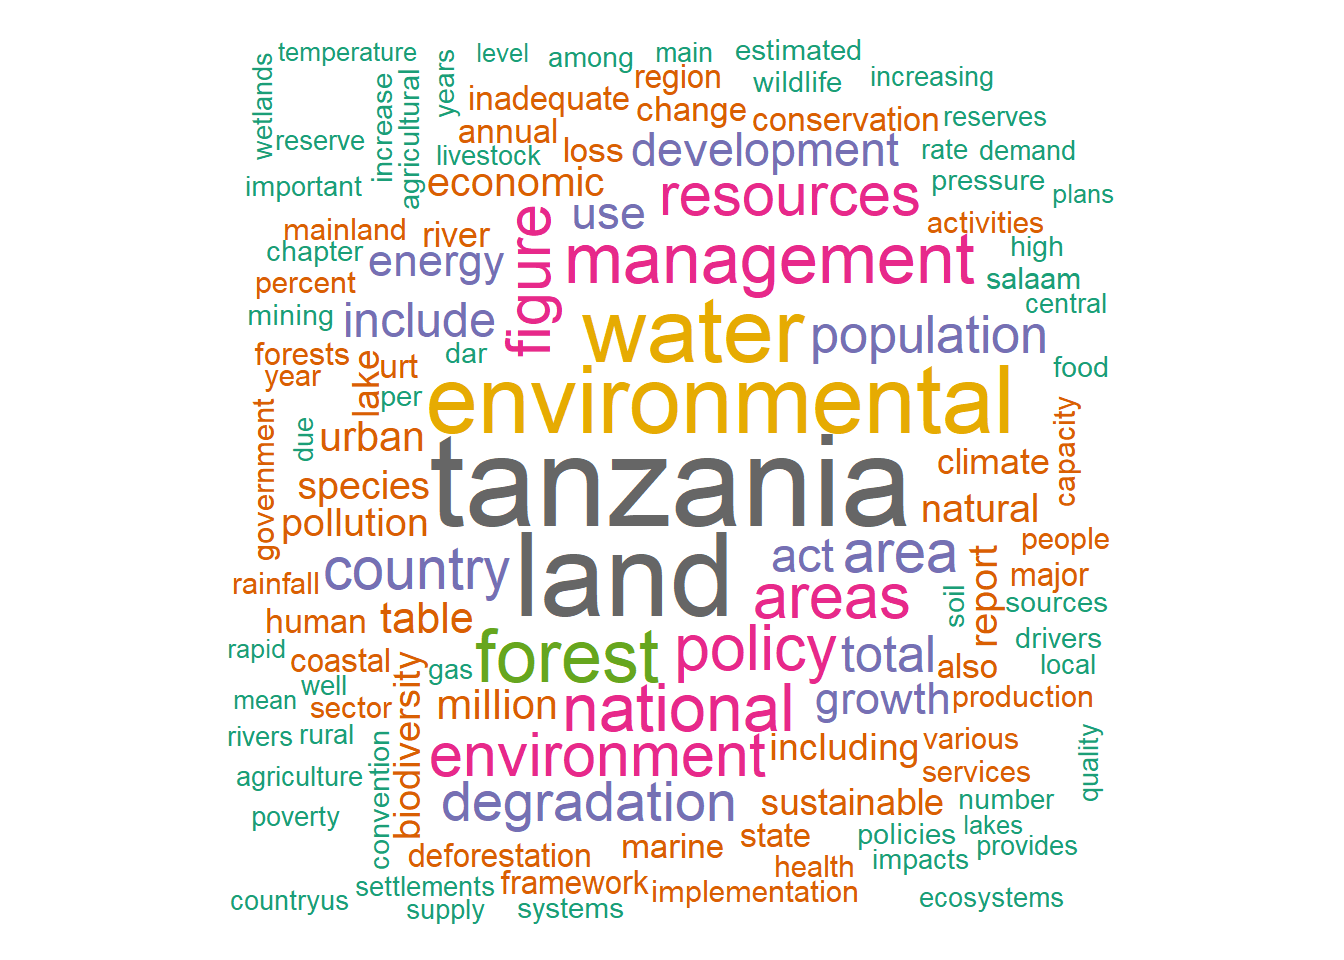 temperature
level
among
main
estimated
wetlands
increase
agricultural
years
region
wildlife
increasing
inadequate
change
conservation
reserves
reserve
annual
livestock
loss
development
rate
demand
important
economic
resources
pressure
plans
use
mainland
river
figure
activities
chapter
energy
management
high
percent
salaam
mining
include
water
population
central
forests
dar
year
lake
urt
per
environmental
food
government
due
urban
tanzania
climate
capacity
species
natural
pollution
people
rainfall
country
land
act
area
report
major
human
table
areas
soil
sources
rapid
coastal
biodiversity
gas
forest
policy
total
also
drivers
local
mean
well
sector
million
national
growth
production
rivers
rural
convention
environment
including
various
quality
agriculture
services
poverty
degradation
sustainable
number
lakes
deforestation
marine
state
policies
provides
health
impacts
countryus
settlements
framework
implementation
ecosystems
supply
systems